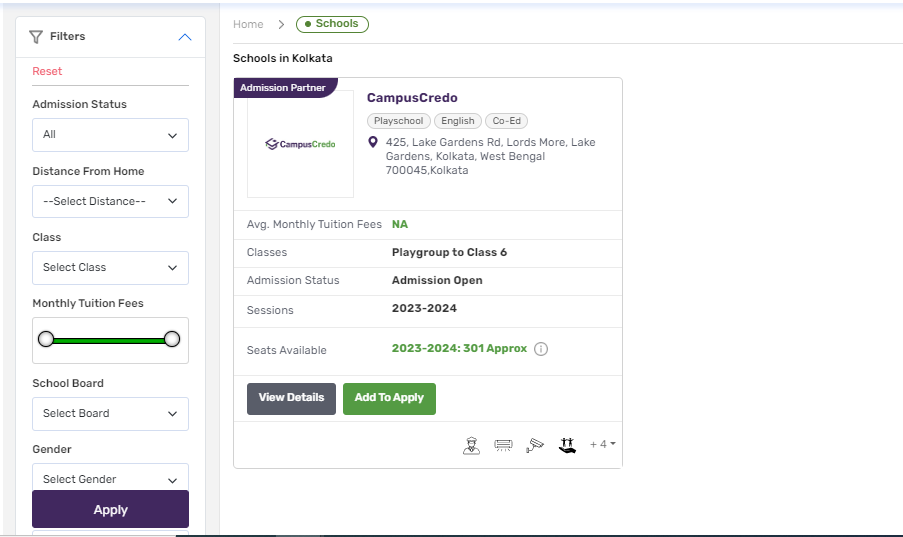 Filters
Reset
Admission Status
All
Distance From Home
--Select Distance--
Class
Select Class
Monthly Tuition Fees
School Board
Select Board
Gender
Select Gender
Apply
Home > Schools
Schools in Kolkata
Admission Partner
CampusCredo
CampusCredo
Playschool English Co-Ed
425, Lake Gardens Rd, Lords More, Lake
Gardens, Kolkata, West Bengal
700045,Kolkata
Avg. Monthly Tuition Fees NA
Classes Playgroup to Class 6
Admission Status Admission Open
Sessions 2023-2024
Seats Available 2023-2024: 301 Approx
View Details Add To Apply
+ 4